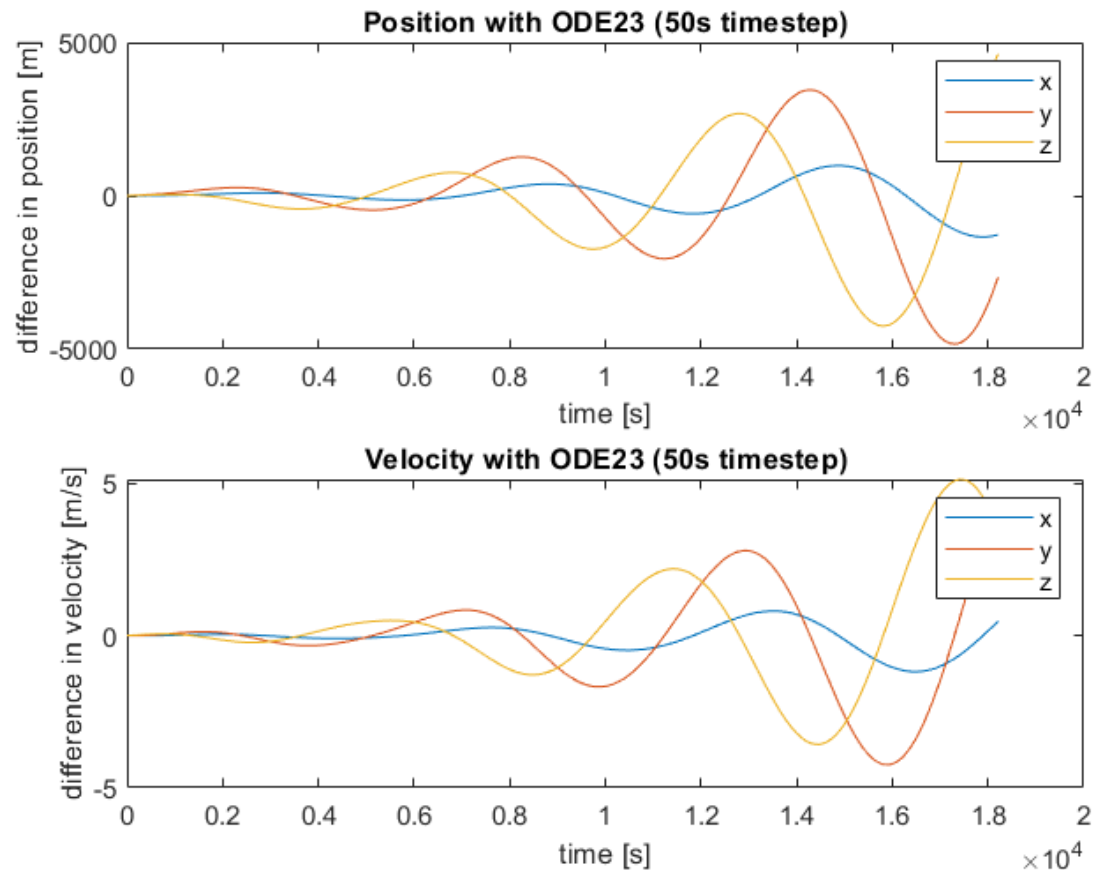 Position with ODE23 (50s timestep)
5000
0
-5000
difference in position [m]
x
y
z
0 0.2 0.4 0.6 0.8 1 1.2 1.4 1.6 1.8 2
time [s]
×10^4
Velocity with ODE23 (50s timestep)
5
0
-5
difference in velocity [m/s]
x
y
z
0 0.2 0.4 0.6 0.8 1 1.2 1.4 1.6 1.8 2
time [s]
×10^4